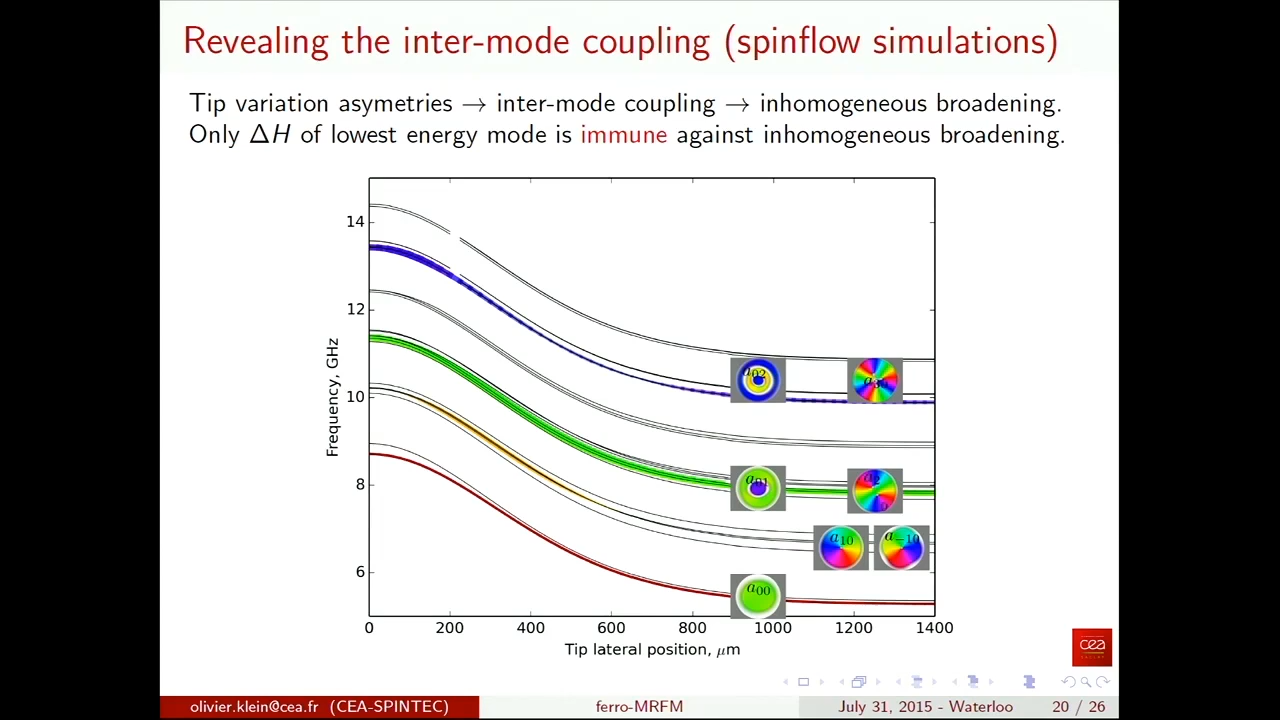 Revealing the inter-mode coupling (spinflow simulations)
Tip variation asymetries → inter-mode coupling → inhomogeneous broadening.
Only ΔH of lowest energy mode is immune against inhomogeneous broadening.
14
12
10
8
6
Frequency, GHz
a02
a01
a10
a−10
a00
0 200 400 600 800 1000 1200 1400
Tip lateral position, μm
cea
olivier.klein@cea.fr (CEA-SPINTEC) ferro-MRFM July 31, 2015 - Waterloo 20 / 26